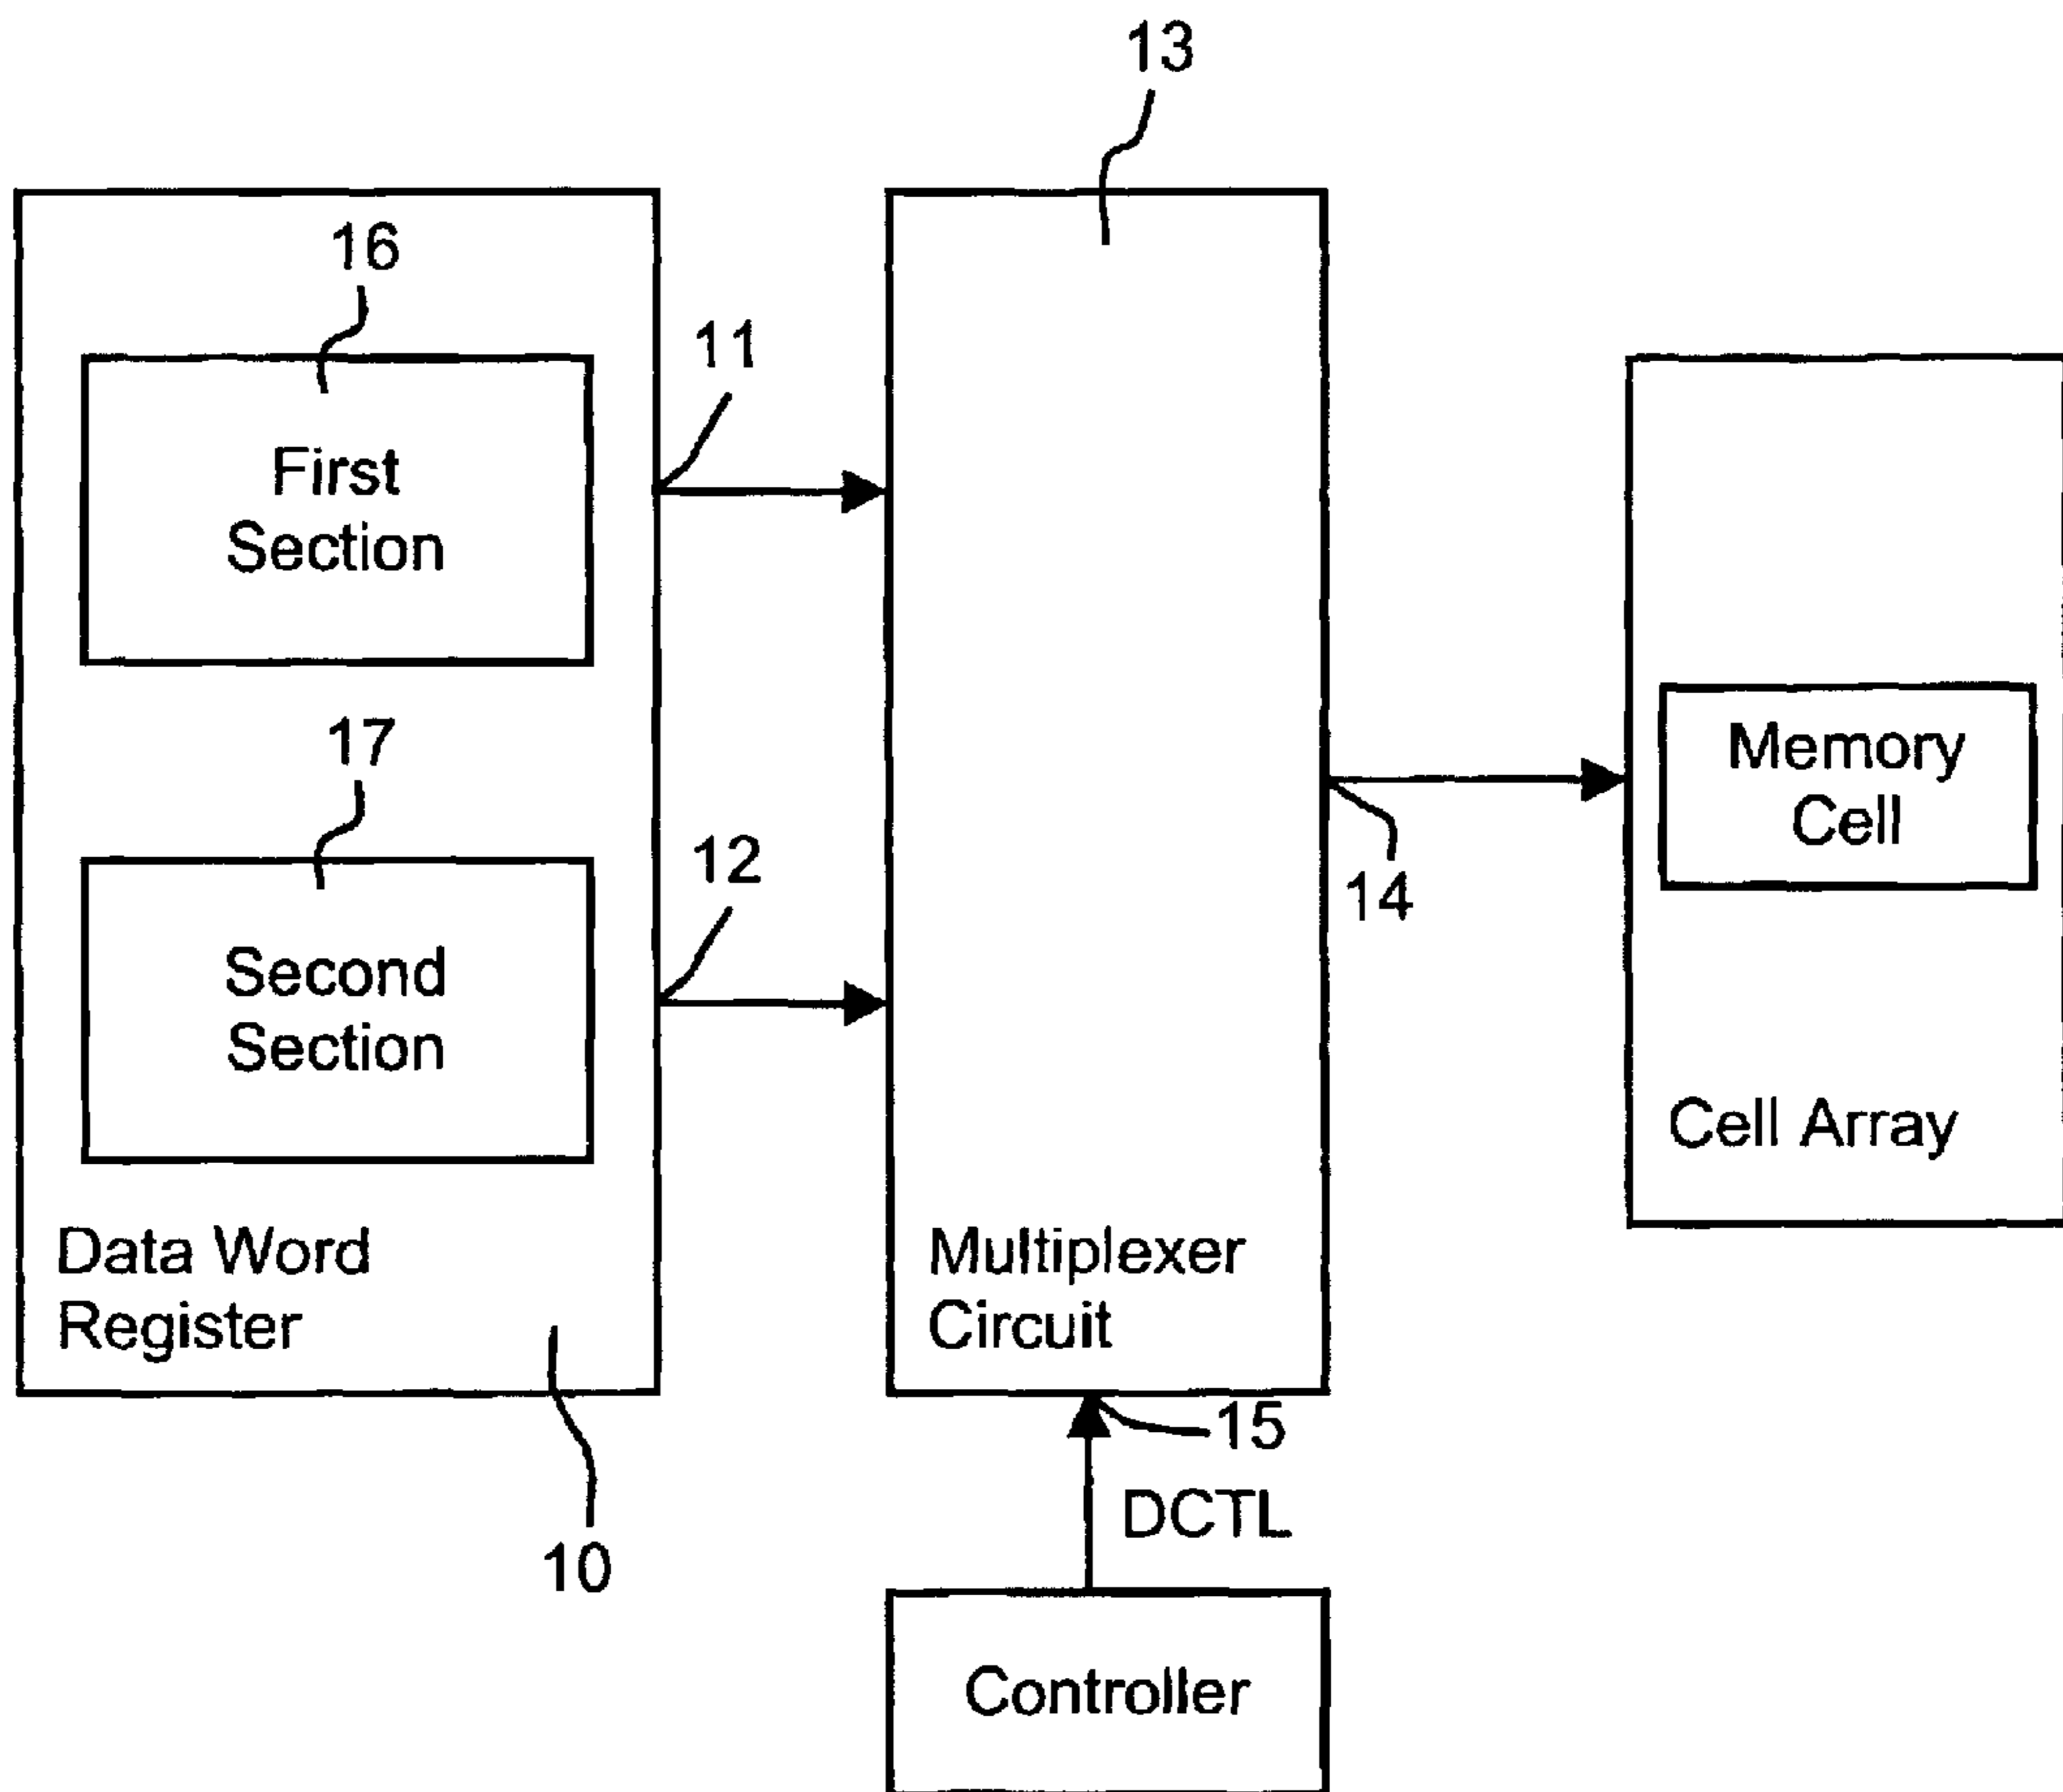 13
16
11
First
Section
17
12
Memory
Cell
14
Second
Section
Cell Array
Data Word
Register
Multiplexer
Circuit
15
DCTL
10
Controller